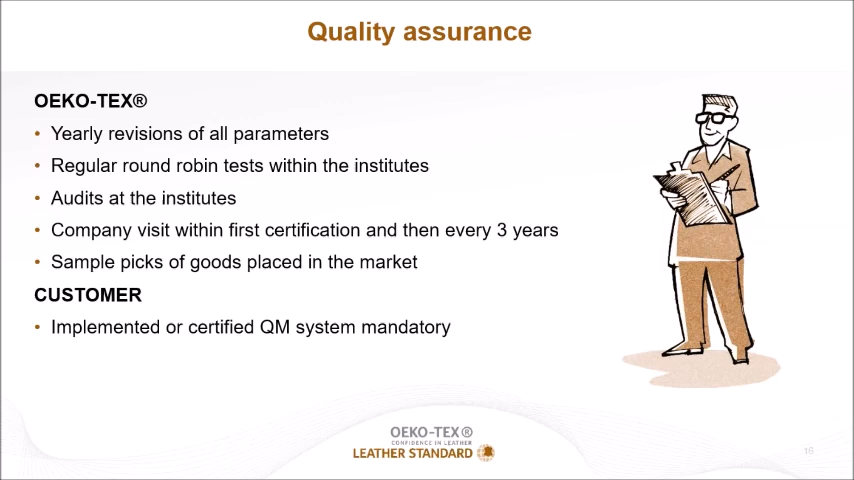 Quality assurance
OEKO-TEX®
• Yearly revisions of all parameters
• Regular round robin tests within the institutes
• Audits at the institutes
• Company visit within first certification and then every 3 years
• Sample picks of goods placed in the market
CUSTOMER
• Implemented or certified QM system mandatory
OEKO-TEX®
CONFIDENCE IN LEATHER
LEATHER STANDARD
16